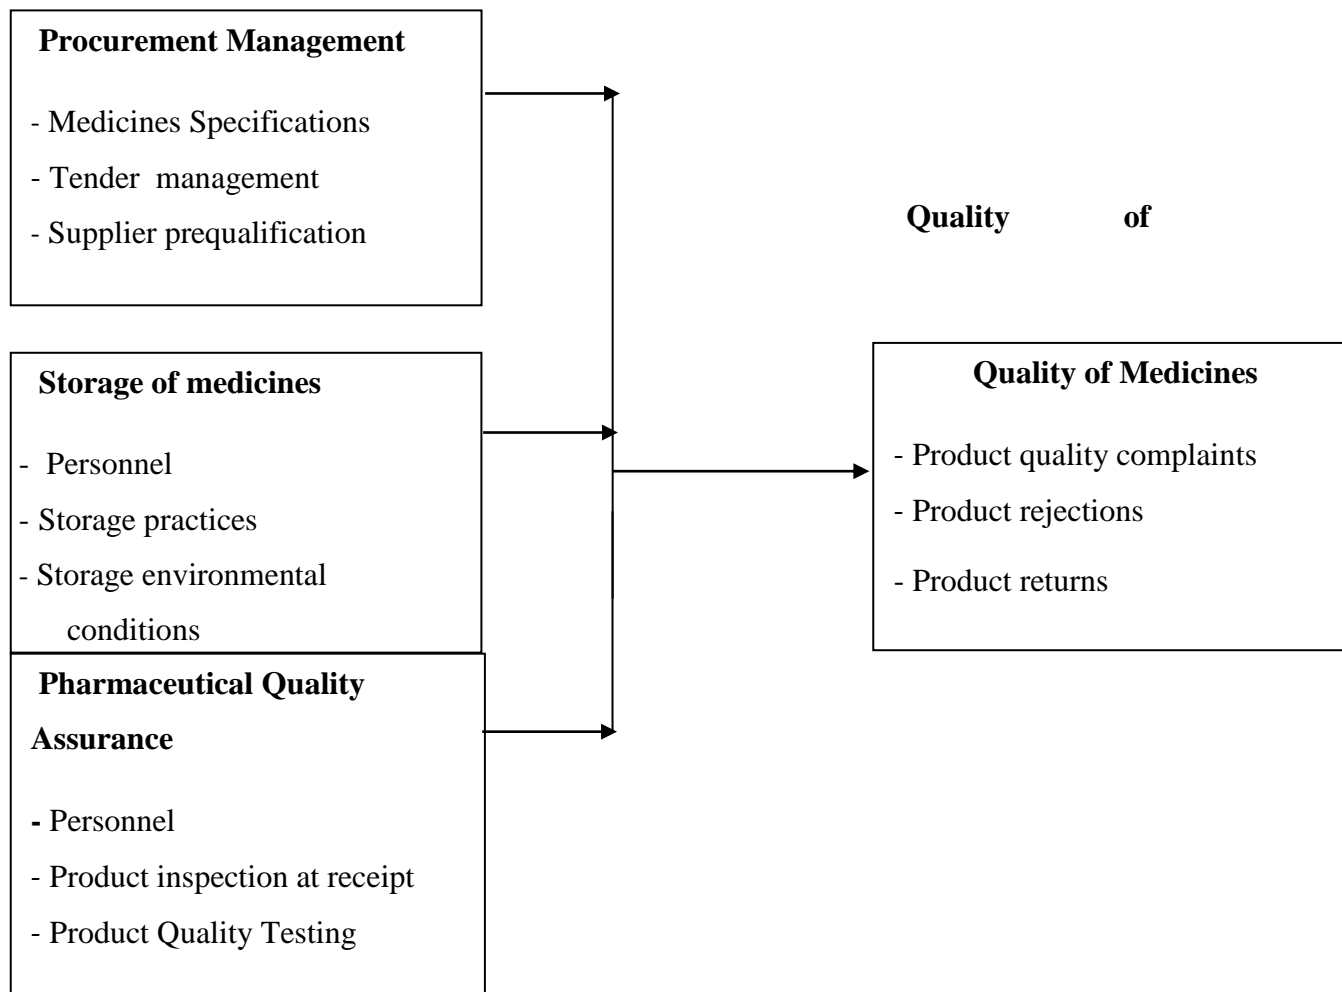 Procurement Management
- Medicines Specifications
- Tender management
- Supplier prequalification
Quality of
Storage of medicines
- Personnel
- Storage practices
- Storage environmental
conditions
Quality of Medicines
- Product quality complaints
- Product rejections
- Product returns
Pharmaceutical Quality
Assurance
- Personnel
- Product inspection at receipt
- Product Quality Testing